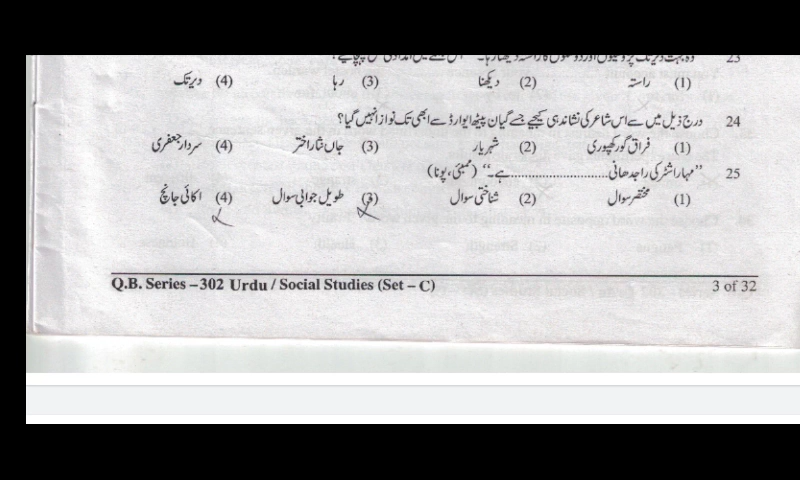 23
(1) راستہ (2) دیکھنا (3) رہا (4) دیر تک
24 درج ذیل میں سے اس شاعر کی نشاندہی کیجیے جسے گیان پیٹھ ایوارڈ سے ابھی تک نوازا نہیں گیا؟
(1) فراق گورکھپوری (2) شہریار (3) جاں نثار اختر (4) سردار جعفری
25 ”مہاراشٹر کی راجدھانی..............................ہے۔“ (ممبئی، پونا)
(1) مختصر سوال (2) شناختی سوال (3) طویل جوابی سوال (4) اکائی جانچ
Q.B. Series – 302 Urdu / Social Studies (Set – C) 3 of 32